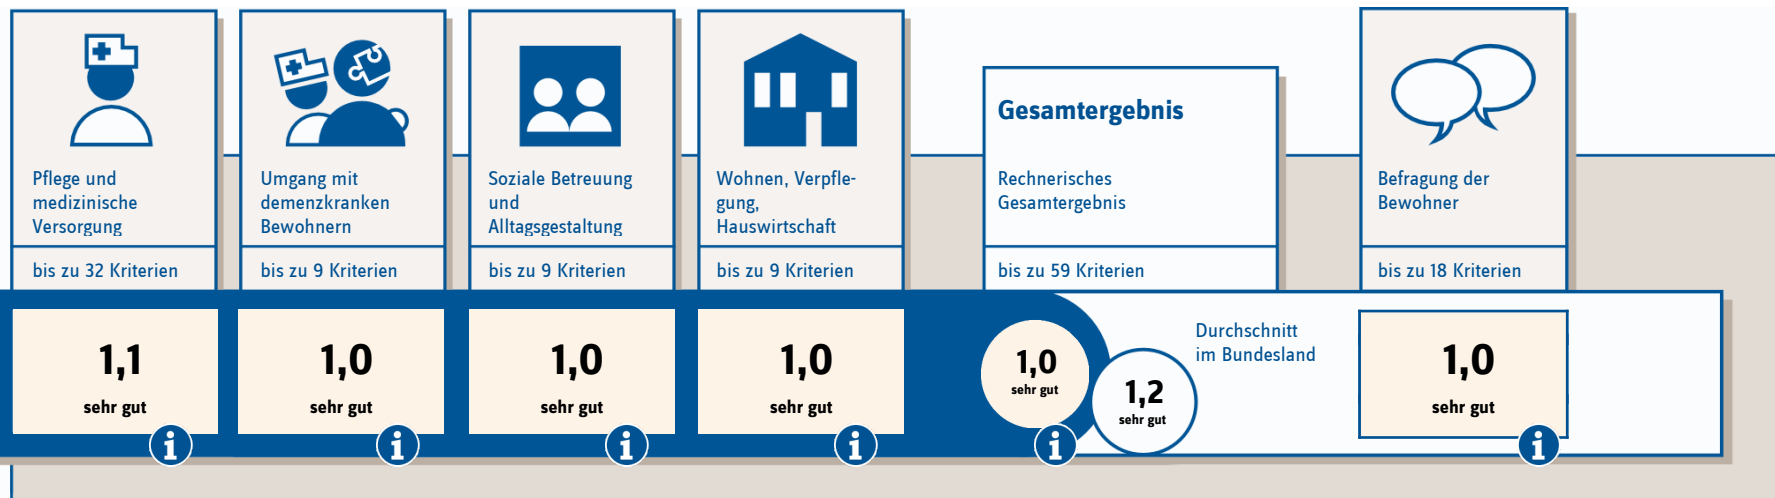 Pflege und
medizinische
Versorgung
bis zu 32 Kriterien
1,1
sehr gut
i
Umgang mit
demenzkranken
Bewohnern
bis zu 9 Kriterien
1,0
sehr gut
i
Soziale Betreuung
und
Alltagsgestaltung
bis zu 9 Kriterien
1,0
sehr gut
i
Wohnen, Verpfle-
gung,
Hauswirtschaft
bis zu 9 Kriterien
1,0
sehr gut
i
Gesamtergebnis
Rechnerisches
Gesamtergebnis
bis zu 59 Kriterien
1,0
sehr gut
i
Durchschnitt
im Bundesland
1,2
sehr gut
Befragung der
Bewohner
bis zu 18 Kriterien
1,0
sehr gut
i